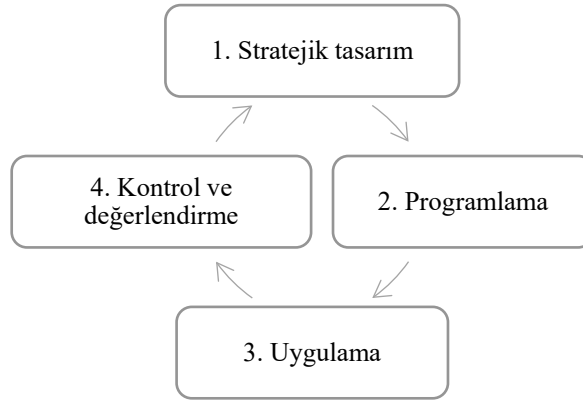 1. Stratejik tasarım
4. Kontrol ve
değerlendirme
2. Programlama
3. Uygulama